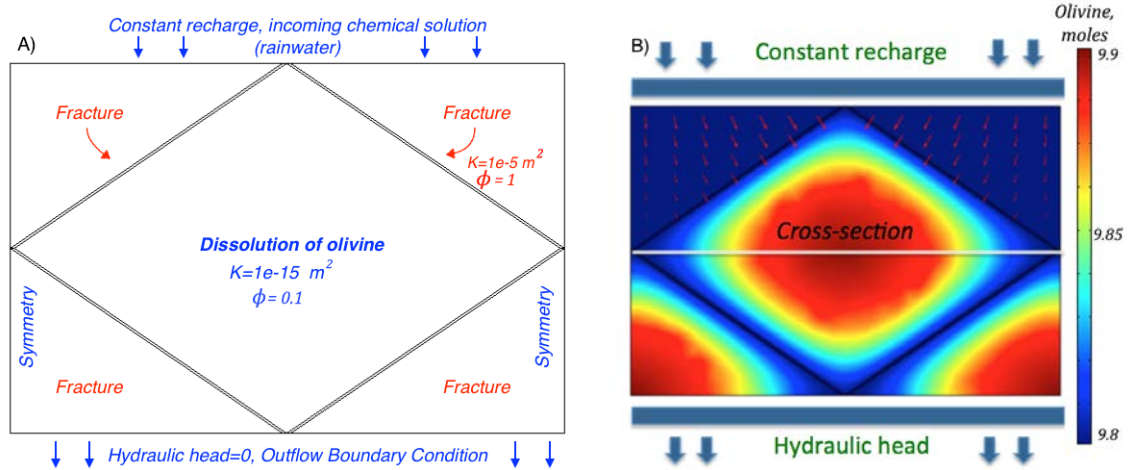 A)
Constant recharge, incoming chemical solution
(rainwater)
Fracture
Fracture
K=1e-5 m²
ϕ = 1
Dissolution of olivine
K=1e-15 m²
ϕ = 0.1
Symmetry
Symmetry
Fracture
Fracture
Hydraulic head=0, Outflow Boundary Condition
B)
Constant recharge
Olivine,
moles
9.9
Cross-section
9.85
9.8
Hydraulic head